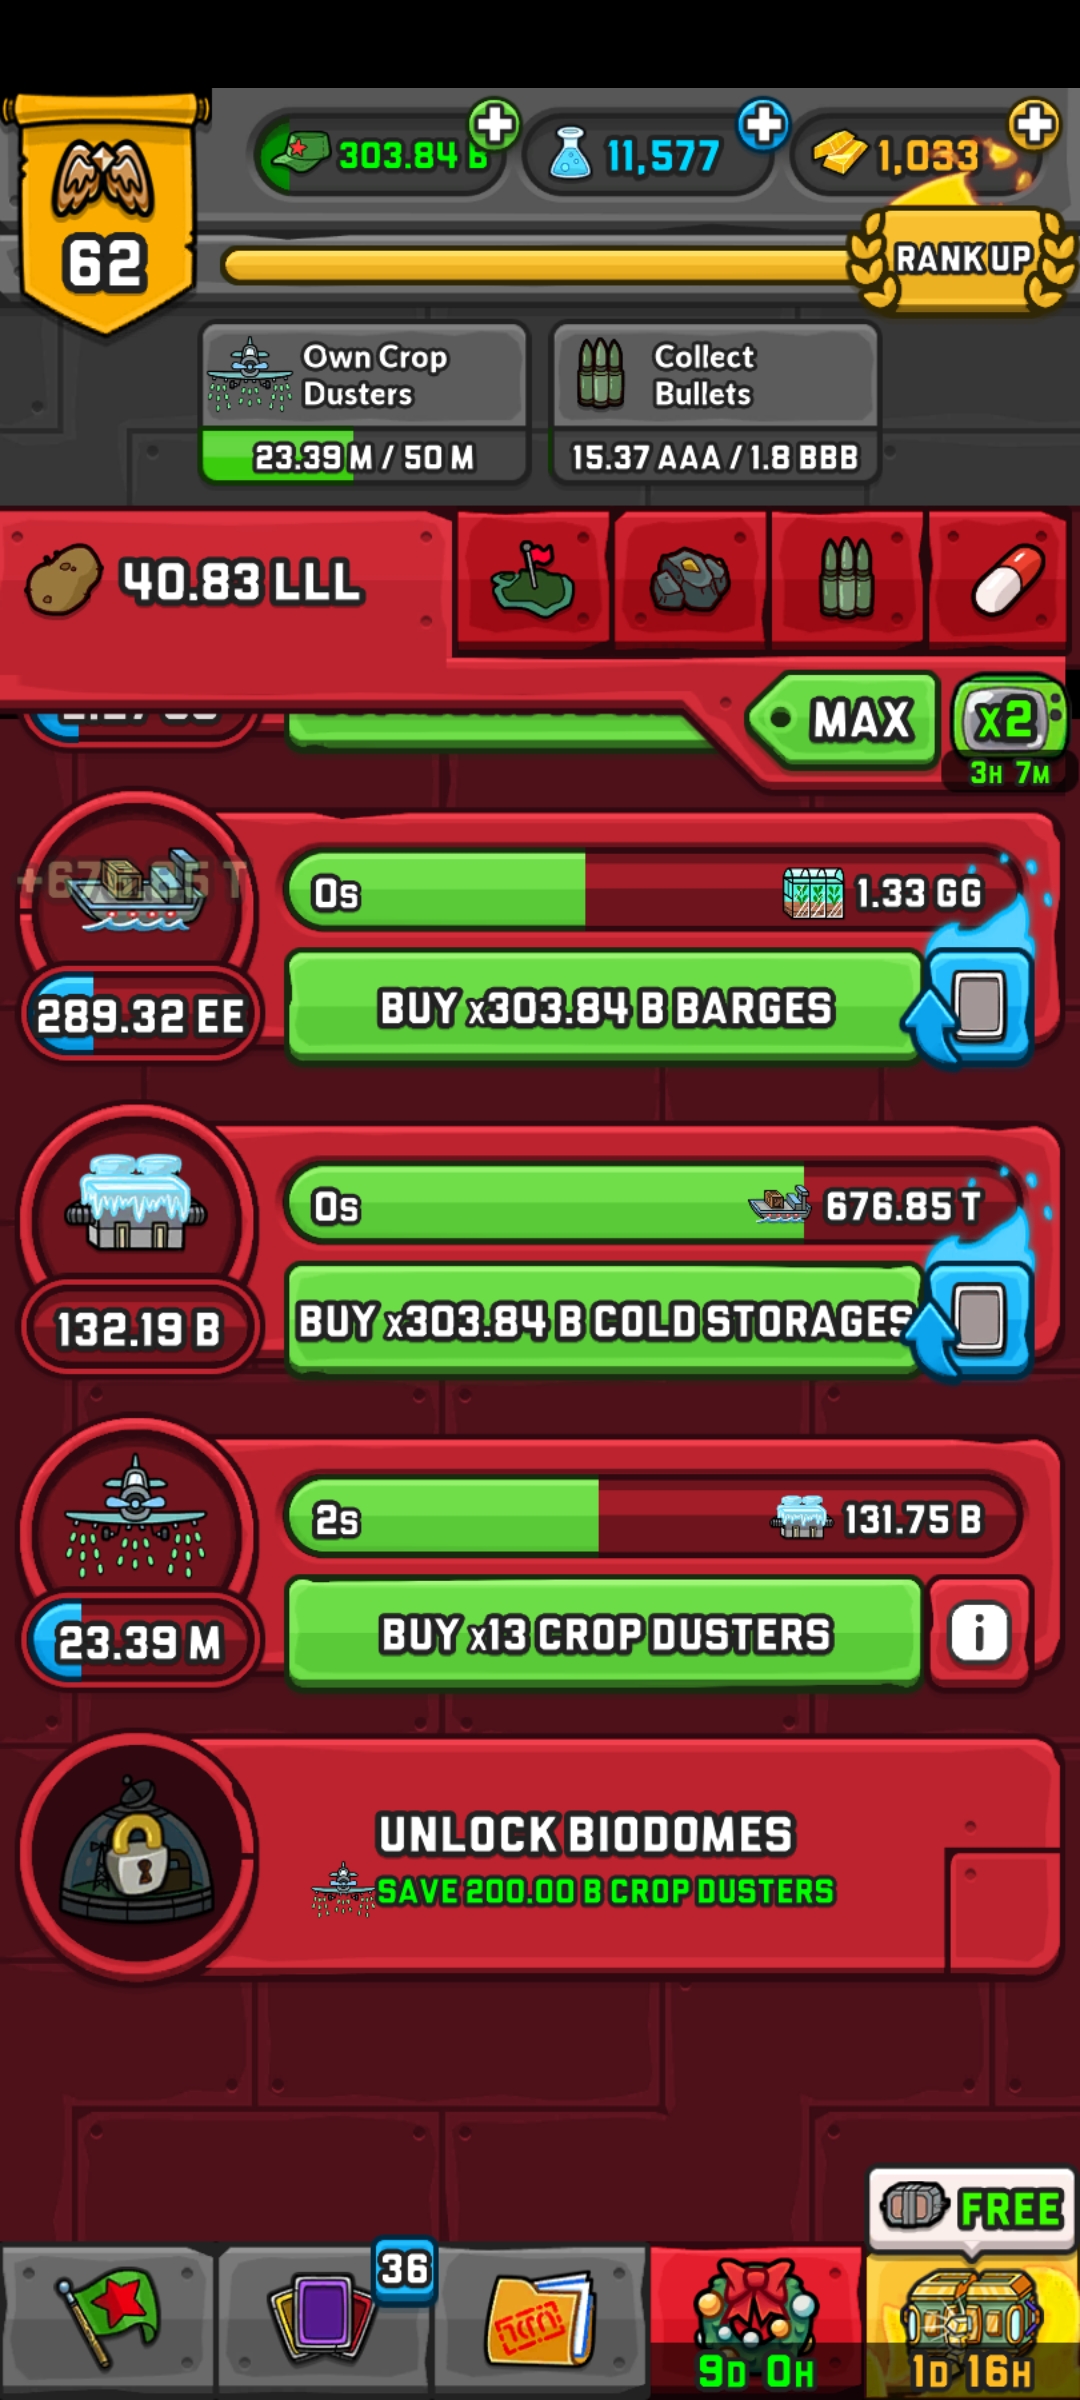 303.84 B
11,577
1,033
62
RANK UP
Own Crop
Dusters
23.39 M / 50 M
Collect
Bullets
15.37 AAA / 1.8 BBB
40.83 LLL
MAX
x2
3H 7M
0s
1.33 GG
289.32 EE
BUY x303.84 B BARGES
0s
676.85 T
132.19 B
BUY x303.84 B COLD STORAGES
2s
131.75 B
23.39 M
BUY x13 CROP DUSTERS
i
UNLOCK BIODOMES
SAVE 200.00 B CROP DUSTERS
FREE
36
9D 0H
1D 16H